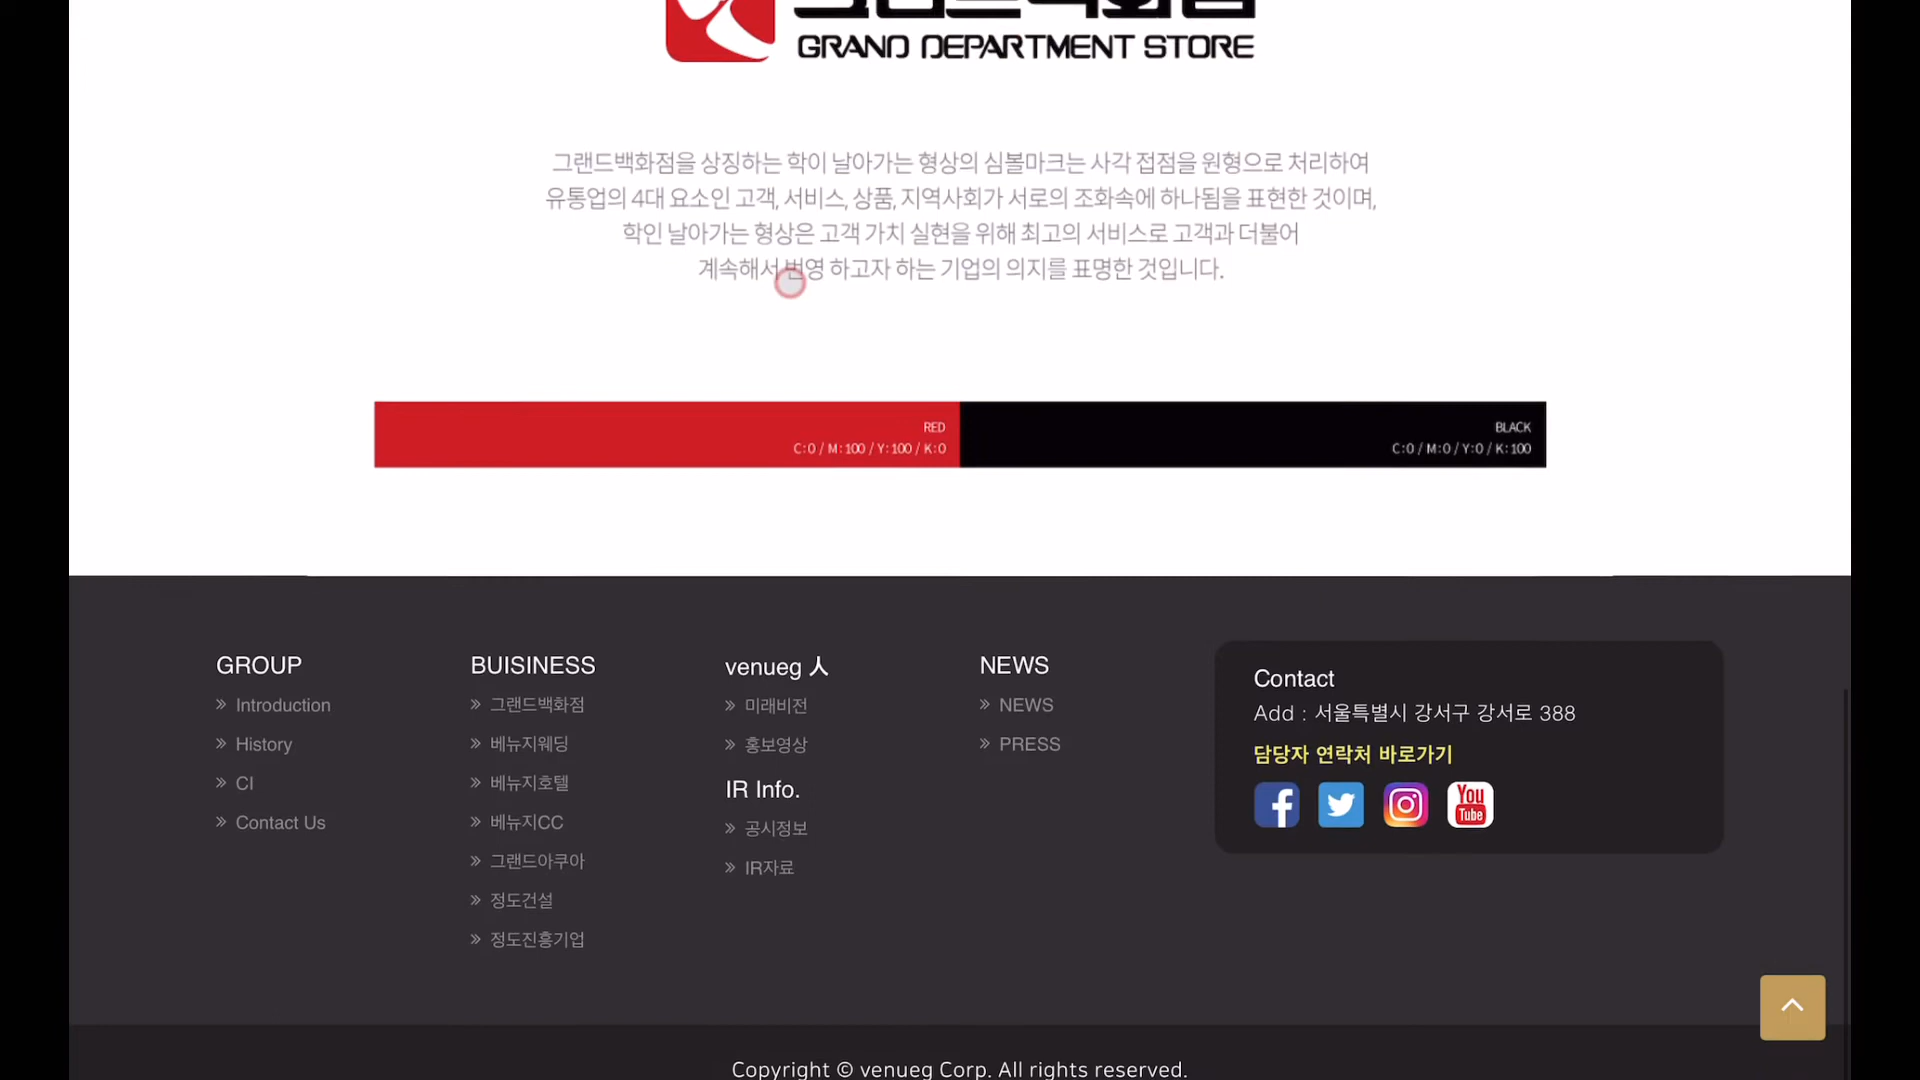 그랜드백화점
GRAND DEPARTMENT STORE
그랜드백화점을 상징하는 학이 날아가는 형상의 심볼마크는 사각 접점을 원형으로 처리하여
유통업의 4대 요소인 고객, 서비스, 상품, 지역사회가 서로의 조화속에 하나됨을 표현한 것이며,
학인 날아가는 형상은 고객 가치 실현을 위해 최고의 서비스로 고객과 더불어
계속해서 번영 하고자 하는 기업의 의지를 표명한 것입니다.
RED
C:0 / M:100 / Y:100 / K:0
BLACK
C:0 / M:0 / Y:0 / K:100
GROUP
» Introduction
» History
» CI
» Contact Us
BUISINESS
» 그랜드백화점
» 베뉴지웨딩
» 베뉴지호텔
» 베뉴지CC
» 그랜드아쿠아
» 정도건설
» 정도진흥기업
venueg 人
» 미래비전
» 홍보영상
IR Info.
» 공시정보
» IR자료
NEWS
» NEWS
» PRESS
Contact
Add : 서울특별시 강서구 강서로 388
담당자 연락처 바로가기
You
Tube
Copyright © venueg Corp. All rights reserved.